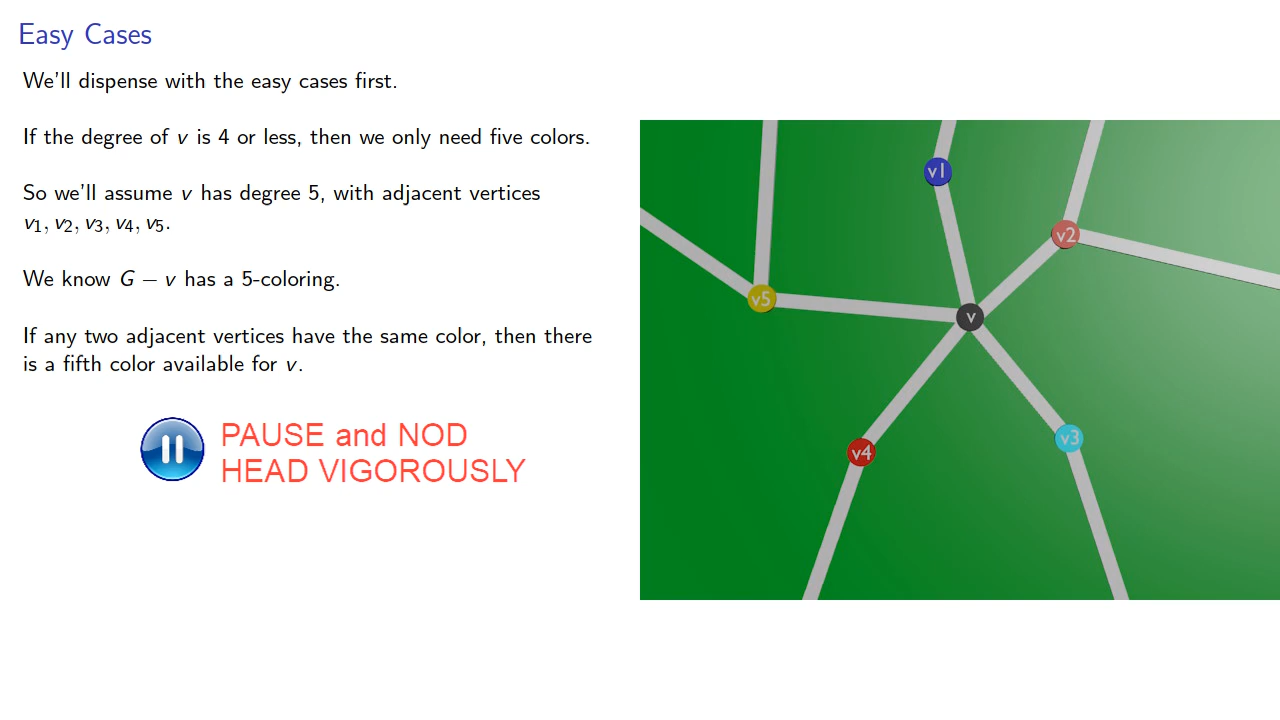 Easy Cases
We'll dispense with the easy cases first.
If the degree of v is 4 or less, then we only need five colors.
So we'll assume v has degree 5, with adjacent vertices
v₁, v₂, v₃, v₄, v₅.
We know G − v has a 5-coloring.
If any two adjacent vertices have the same color, then there
is a fifth color available for v.
PAUSE and NOD
HEAD VIGOROUSLY
v1
v2
v5
v
v3
v4